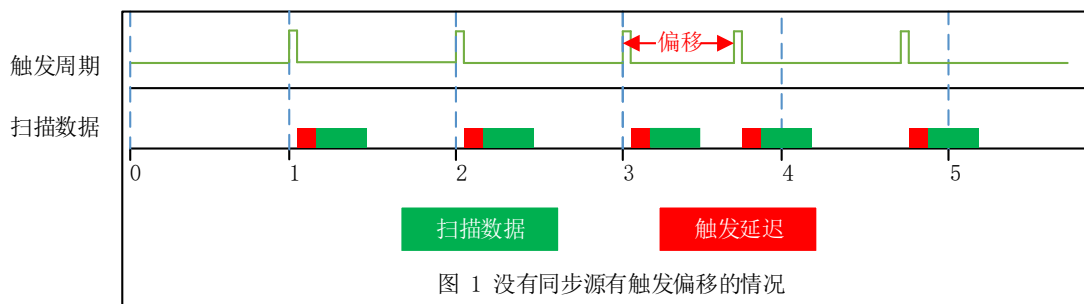 偏移
触发周期
扫描数据
0 1 2 3 4 5
扫描数据 触发延迟
图 1 没有同步源有触发偏移的情况